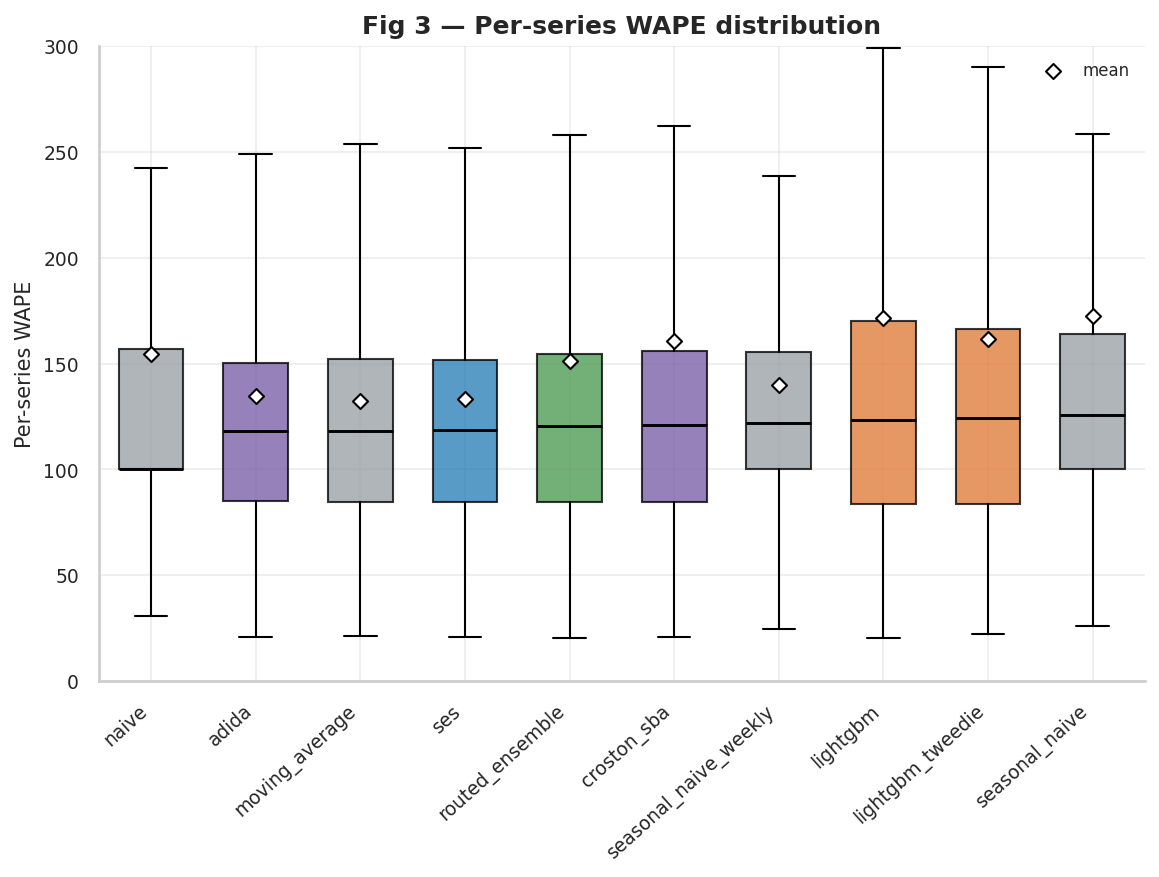 Fig 3 — Per-series WAPE distribution
mean
Per-series WAPE
300
250
200
150
100
50
0
naive
adida
moving_average
ses
routed_ensemble
croston_sba
seasonal_naive_weekly
lightgbm
lightgbm_tweedie
seasonal_naive